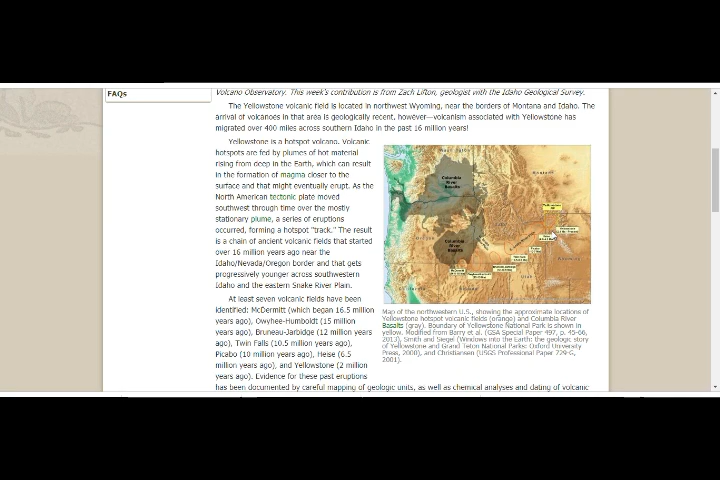 FAQs
Volcano Observatory. This week's contribution is from Zach Lifton, geologist with the Idaho Geological Survey.
The Yellowstone volcanic field is located in northwest Wyoming, near the borders of Montana and Idaho. The
arrival of volcanoes in that area is geologically recent, however—volcanism associated with Yellowstone has
migrated over 400 miles across southern Idaho in the past 16 million years!
Yellowstone is a hotspot volcano. Volcanic
hotspots are fed by plumes of hot material
rising from deep in the Earth, which can result
in the formation of magma closer to the
surface and that might eventually erupt. As the
North American tectonic plate moved
southwest through time over the mostly
stationary plume, a series of eruptions
occurred, forming a hotspot "track." The result
is a chain of ancient volcanic fields that started
over 16 million years ago near the
Idaho/Nevada/Oregon border and that gets
progressively younger across southwestern
Idaho and the eastern Snake River Plain.
At least seven volcanic fields have been
identified: McDermitt (which began 16.5 million
years ago), Owyhee-Humboldt (15 million
years ago), Bruneau-Jarbidge (12 million years
ago), Twin Falls (10.5 million years ago),
Picabo (10 million years ago), Heise (6.5
million years ago), and Yellowstone (2 million
years ago). Evidence for these past eruptions
has been documented by careful mapping of geologic units, as well as chemical analyses and dating of volcanic
Columbia
River
Basalts
Columbia
River
Basalts
Map of the northwestern U.S., showing the approximate locations of
Yellowstone hotspot volcanic fields (orange) and Columbia River
Basalts (gray). Boundary of Yellowstone National Park is shown in
yellow. Modified from Barry et al. (GSA Special Paper 497, p. 45-66,
2013), Smith and Siegel (Windows into the Earth: the geologic story
of Yellowstone and Grand Teton National Parks: Oxford University
Press, 2000), and Christiansen (USGS Professional Paper 729-G,
2001).